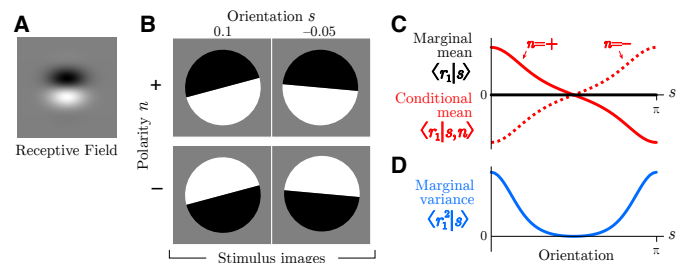 A
Receptive Field
B
Orientation s
0.1
−0.05
Polarity n
+
−
Stimulus images
C
Marginal
mean
⟨r₁|s⟩
n=+
n=−
0
s
π
Conditional
mean
⟨r₁|s,n⟩
D
Marginal
variance
⟨r₁²|s⟩
0
s
Orientation
π